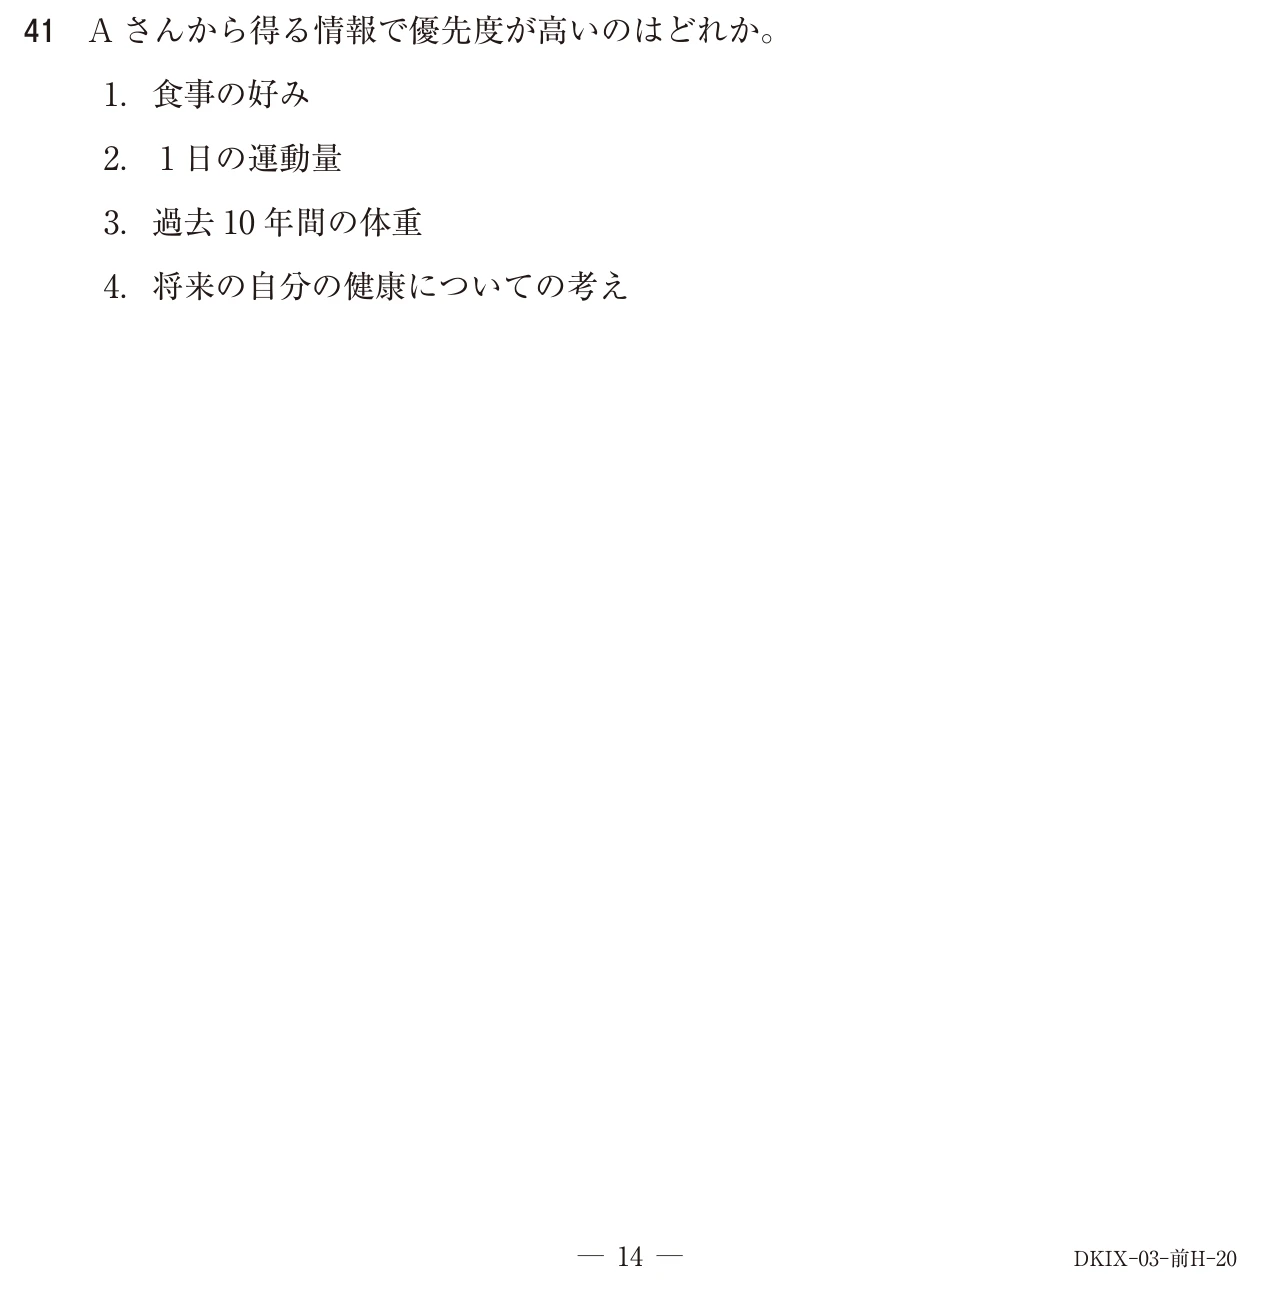 41 Aさんから得る情報で優先度が高いのはどれか。
1. 食事の好み
2. 1日の運動量
3. 過去10年間の体重
4. 将来の自分の健康についての考え
― 14 ―
DKIX-03-前H-20